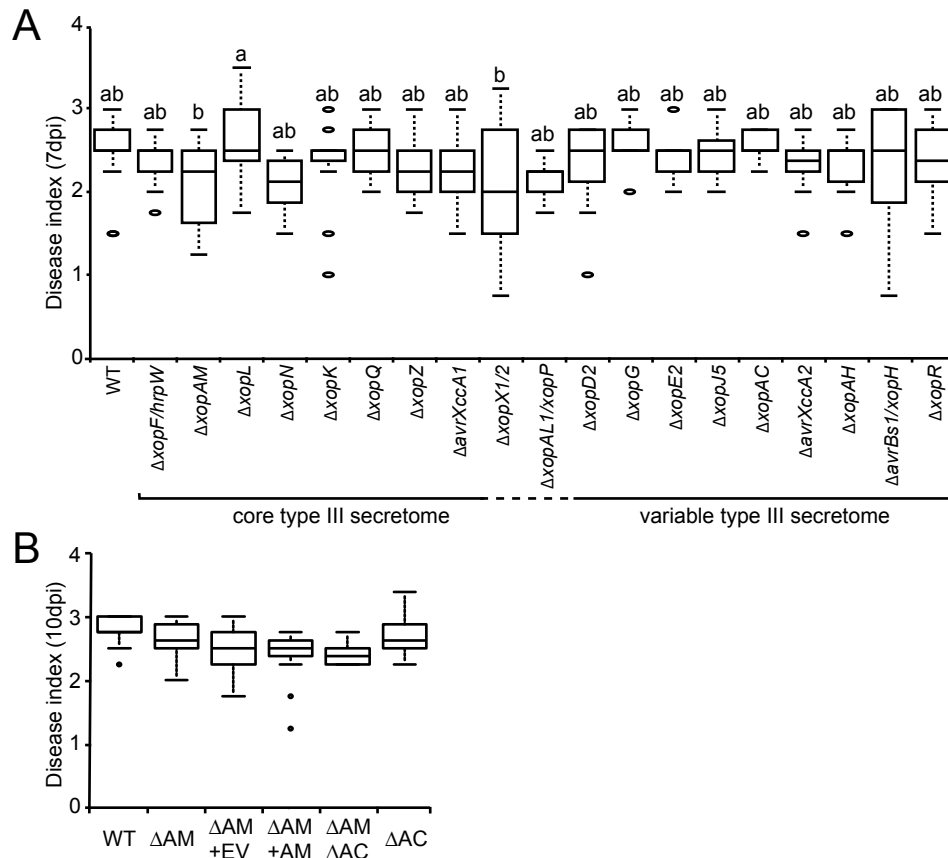 A
4
3
2
1
0
Disease index (7dpi)
ab ab b a ab ab ab ab ab b ab ab ab ab ab ab ab ab ab ab
WT
ΔxopF/hrpW
ΔxopAM
ΔxopL
ΔxopN
ΔxopK
ΔxopQ
ΔxopZ
ΔavrXccA1
ΔxopX1/2
ΔxopAL1/xopP
ΔxopD2
ΔxopG
ΔxopE2
ΔxopJ5
ΔxopAC
ΔavrXccA2
ΔxopAH
ΔavrBs1/xopH
ΔxopR
core type III secretome
variable type III secretome
B
4
3
2
1
0
Disease index (10dpi)
WT
ΔAM
ΔAM
+EV
ΔAM
+AM
ΔAM
ΔAC
ΔAC